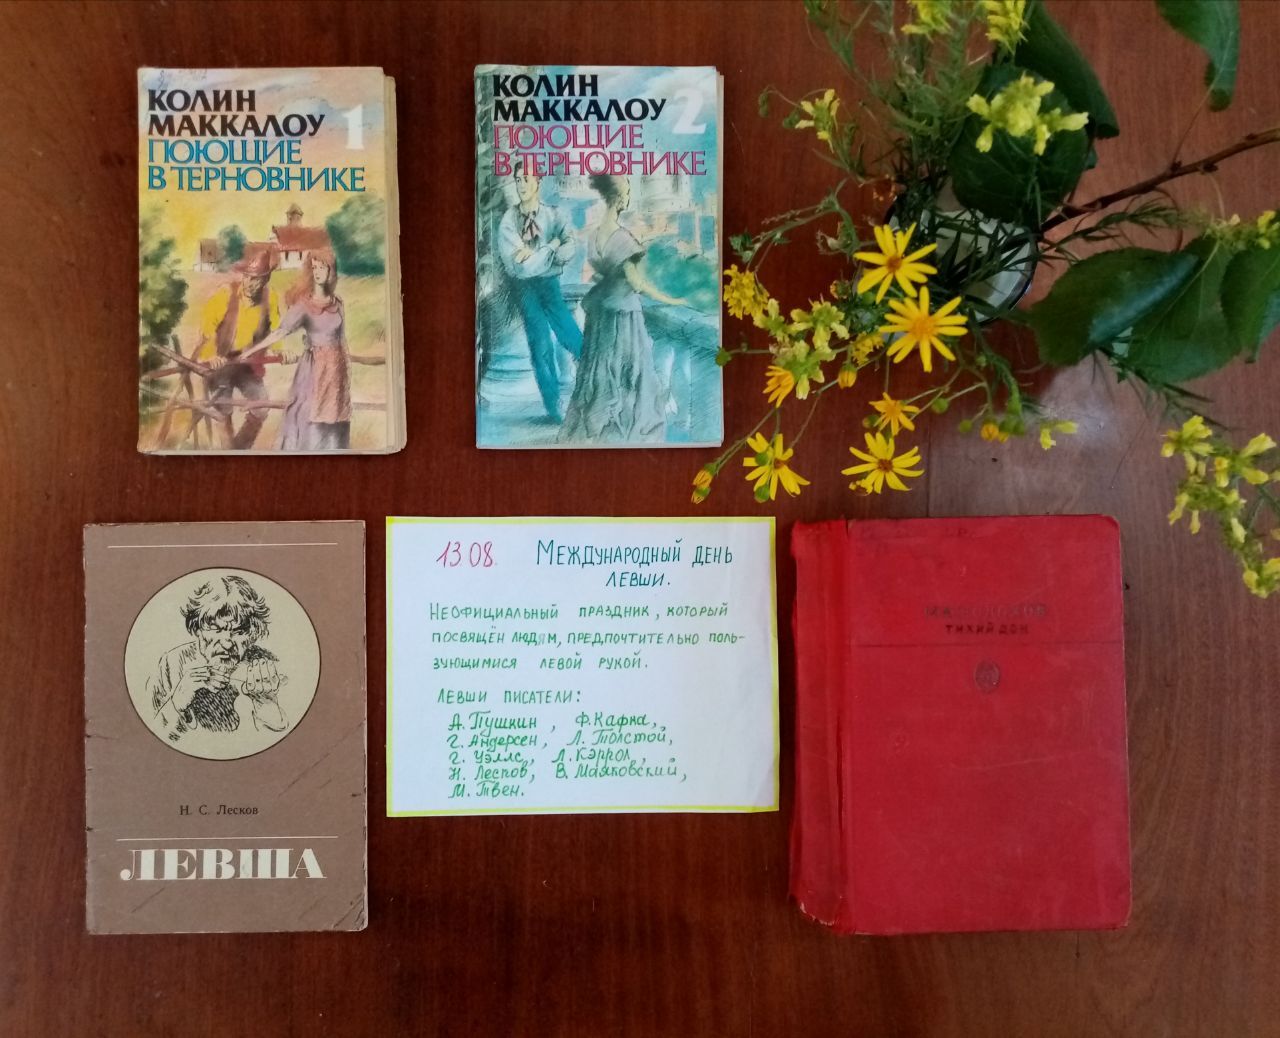 КОЛИН
МАККАЛОУ 1
ПОЮЩИЕ
В ТЕРНОВНИКЕ
КОЛИН
МАККАЛОУ 2
ПОЮЩИЕ
В ТЕРНОВНИКЕ
Н. С. Лесков
ЛЕВША
13.08. МЕЖДУНАРОДНЫЙ ДЕНЬ
ЛЕВШИ.
НЕОФИЦИАЛЬНЫЙ ПРАЗДНИК, КОТОРЫЙ
ПОСВЯЩЁН ЛЮДЯМ, ПРЕДПОЧТИТЕЛЬНО ПОЛЬ-
ЗУЮЩИМИСЯ ЛЕВОЙ РУКОЙ.
ЛЕВШИ ПИСАТЕЛИ:
А. Пушкин, Ф. Кафка,
Г. Андерсен, Л. Толстой,
Г. Уэллс, Л. Кэррол,
Н. Лесков, В. Маяковский,
М. Твен.
ТИХИЙ ДОН